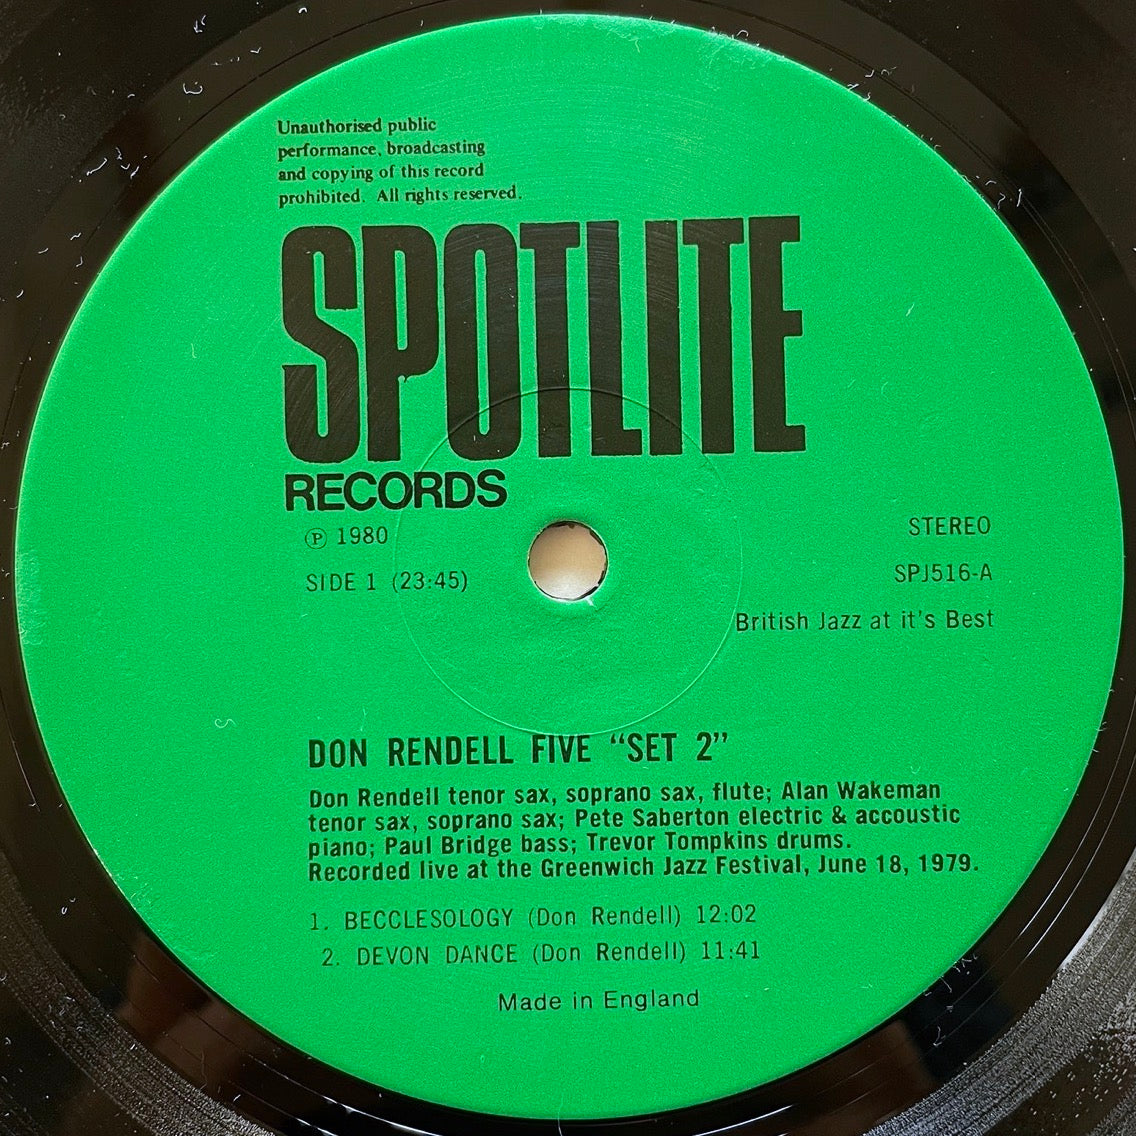 Unauthorised public
performance, broadcasting
and copying of this record
prohibited. All rights reserved.
SPOTLITE
RECORDS
℗ 1980
STEREO
SIDE 1 (23:45)
SPJ516-A
British Jazz at it's Best
DON RENDELL FIVE “SET 2”
Don Rendell tenor sax, soprano sax, flute; Alan Wakeman
tenor sax, soprano sax; Pete Saberton electric & accoustic
piano; Paul Bridge bass; Trevor Tompkins drums.
Recorded live at the Greenwich Jazz Festival, June 18, 1979.
1. BECCLESOLOGY (Don Rendell) 12:02
2. DEVON DANCE (Don Rendell) 11:41
Made in England